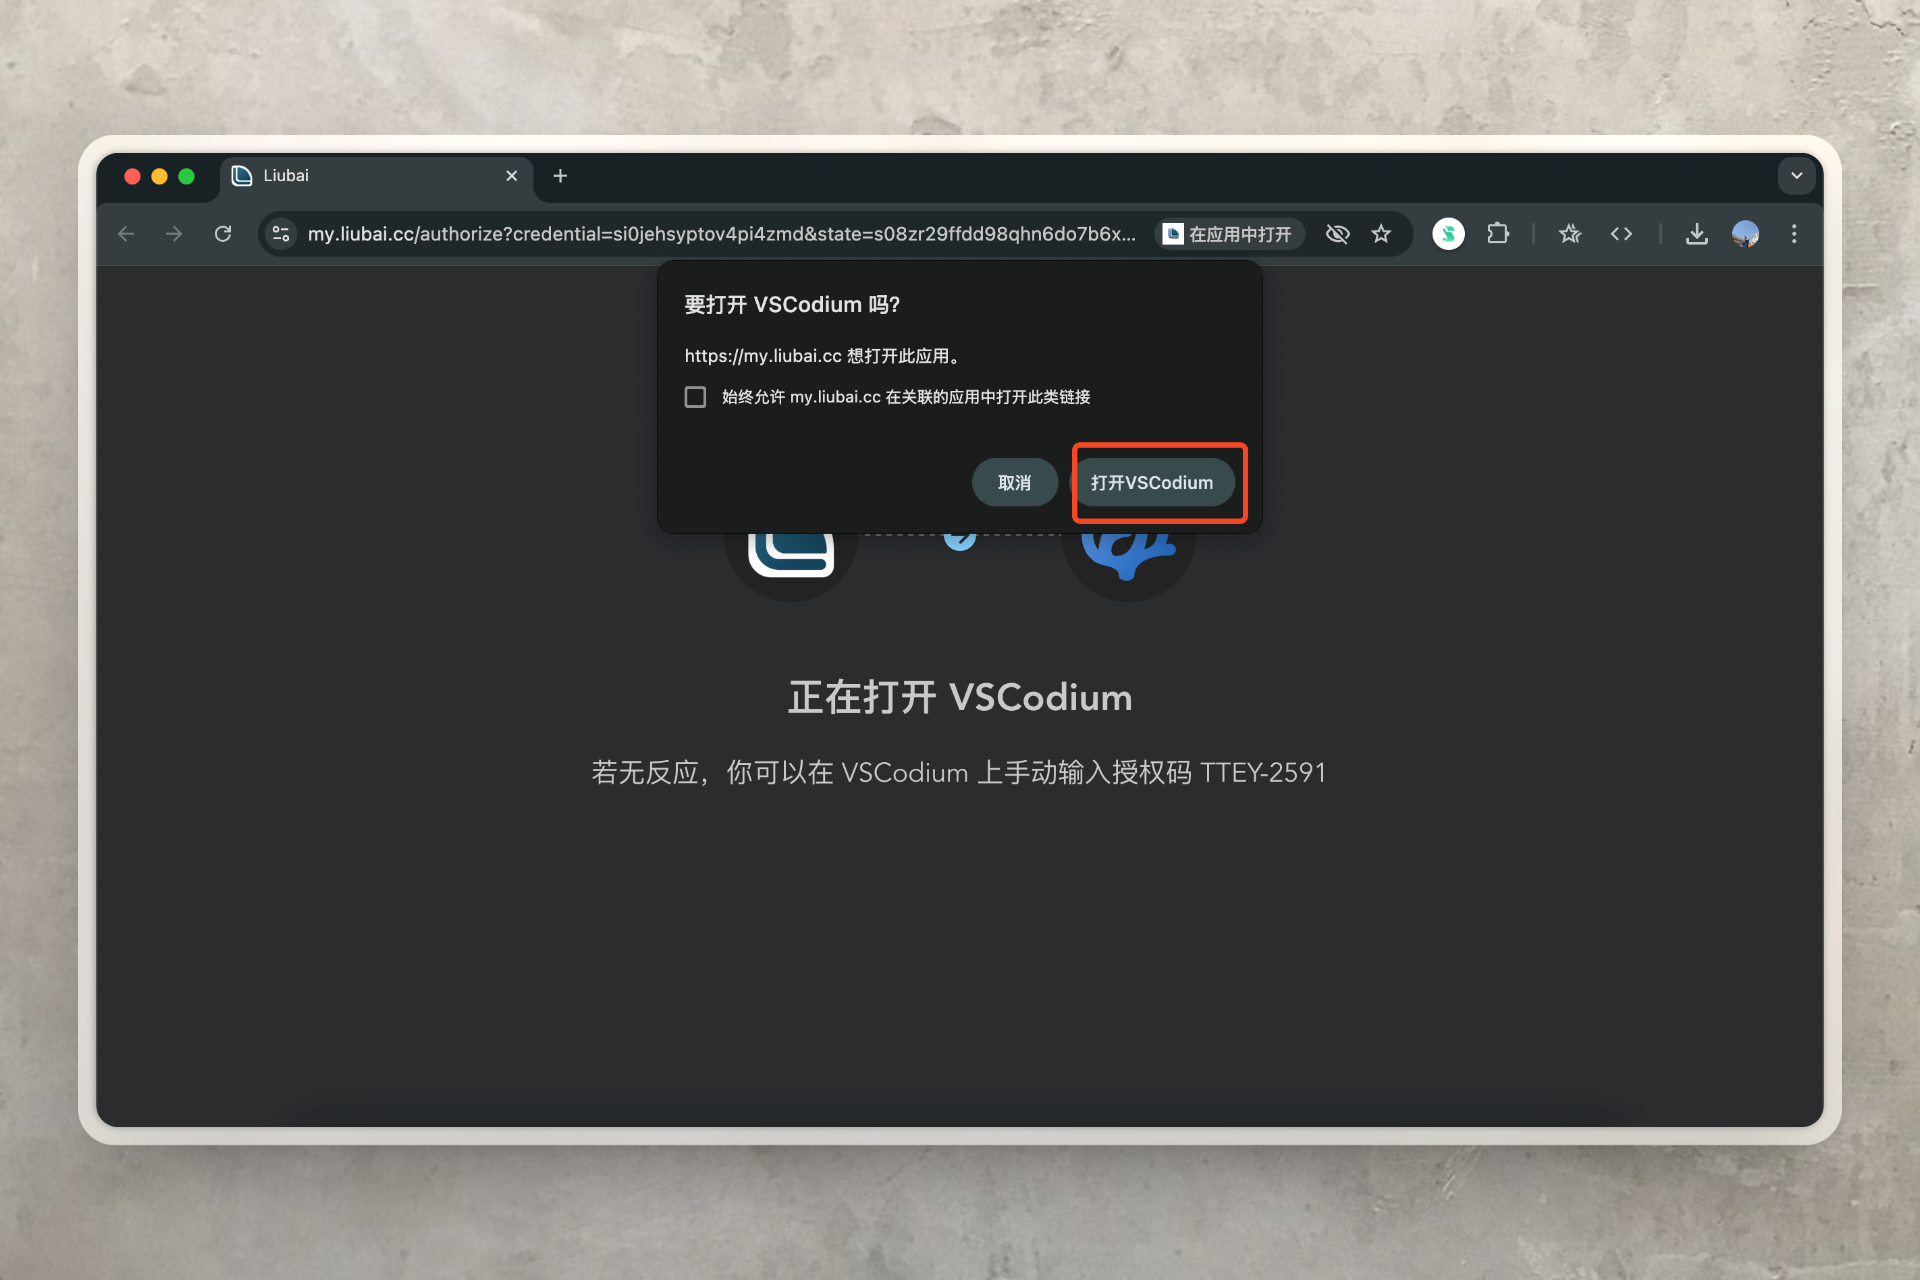 Liubai
my.liubai.cc/authorize?credential=si0jehsyptov4pi4zmd&state=s08zr29ffdd98qhn6do7b6x...
在应用中打开
要打开 VSCodium 吗?
https://my.liubai.cc 想打开此应用。
始终允许 my.liubai.cc 在关联的应用中打开此类链接
取消
打开VSCodium
正在打开 VSCodium
若无反应，你可以在 VSCodium 上手动输入授权码 TTEY-2591